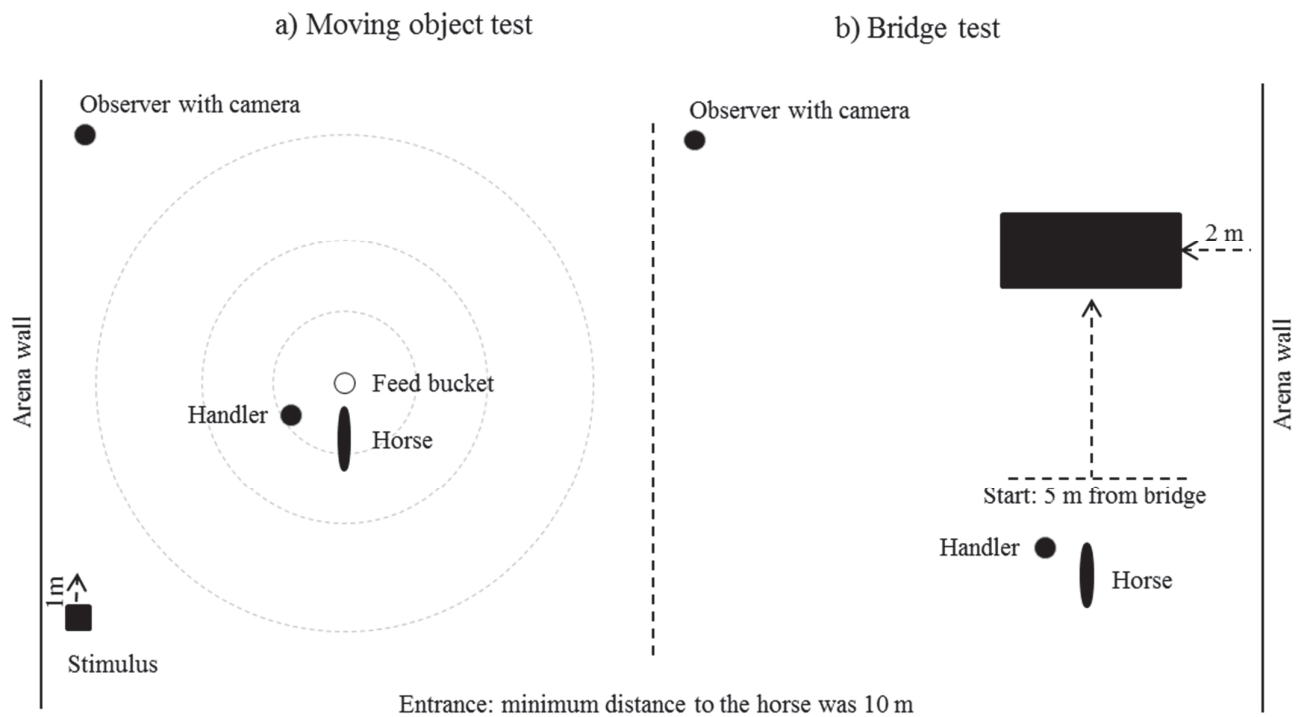 a) Moving object test
b) Bridge test
Observer with camera
Observer with camera
2 m
Arena wall
Feed bucket
Handler
Horse
Arena wall
Start: 5 m from bridge
Handler
Horse
1m
Stimulus
Entrance: minimum distance to the horse was 10 m